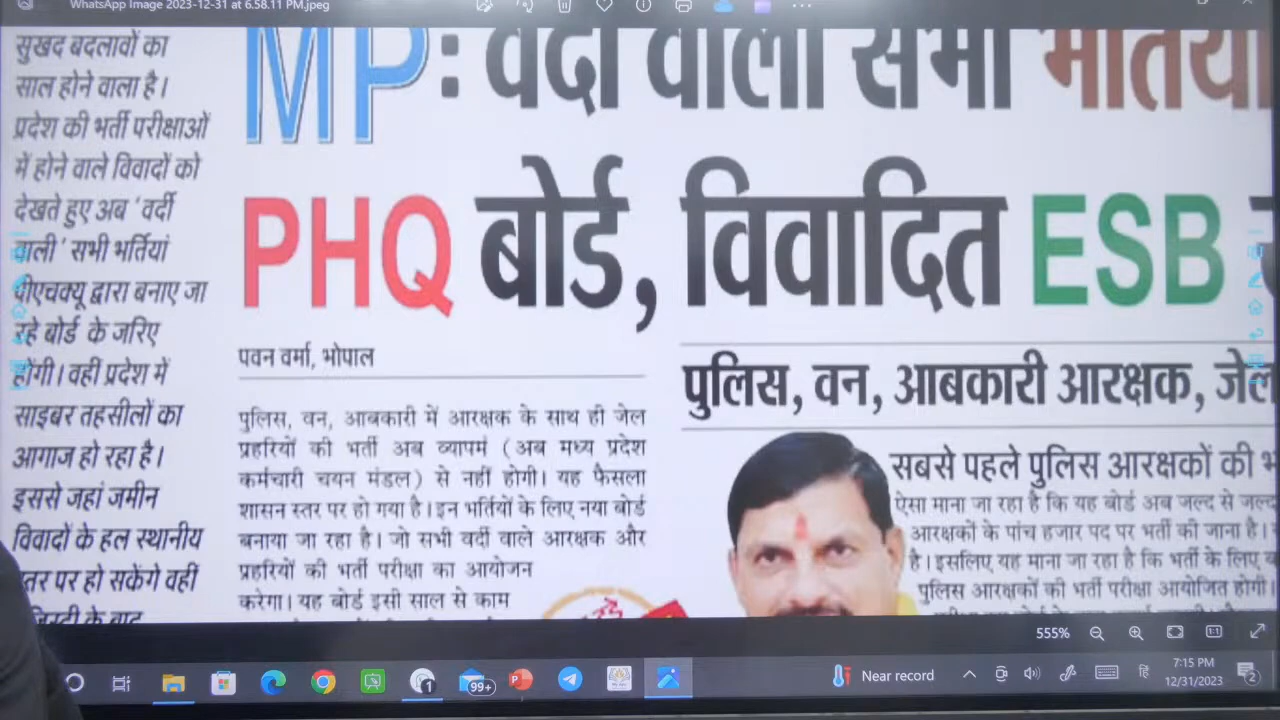 WhatsApp Image 2023-12-31 at 6.58.11 PM.jpeg
सुखद बदलावों का
साल होने वाला है।
प्रदेश की भर्ती परीक्षाओं
में होने वाले विवादों को
देखते हुए अब ‘वर्दी
वाली’ सभी भर्तियां
पीएचक्यू द्वारा बनाए जा
रहे बोर्ड के जरिए
होंगी। वहीं प्रदेश में
साइबर तहसीलों का
आगाज हो रहा है।
इससे जहां जमीन
विवादों के हल स्थानीय
स्तर पर हो सकेंगे वहीं
MP: वर्दी वाली सभी
PHQ बोर्ड, विवादित ESB
पवन वर्मा, भोपाल
पुलिस, वन, आबकारी में आरक्षक के साथ ही जेल
प्रहरियों की भर्ती अब व्यापमं (अब मध्य प्रदेश
कर्मचारी चयन मंडल) से नहीं होगी। यह फैसला
शासन स्तर पर हो गया है। इन भर्तियों के लिए नया बोर्ड
बनाया जा रहा है। जो सभी वर्दी वाले आरक्षक और
प्रहरियों की भर्ती परीक्षा का आयोजन
करेगा। यह बोर्ड इसी साल से काम
पुलिस, वन, आबकारी आरक्षक, जेल
सबसे पहले पुलिस आरक्षकों की
ऐसा माना जा रहा है कि यह बोर्ड अब जल्द से जल्द
आरक्षकों के पांच हजार पद पर भर्ती की जाना है।
है। इसलिए यह माना जा रहा है कि भर्ती के लिए
पुलिस आरक्षकों की भर्ती परीक्षा आयोजित होगी।
555%
1:1
99+
1
Near record
हि
7:15 PM
12/31/2023
2